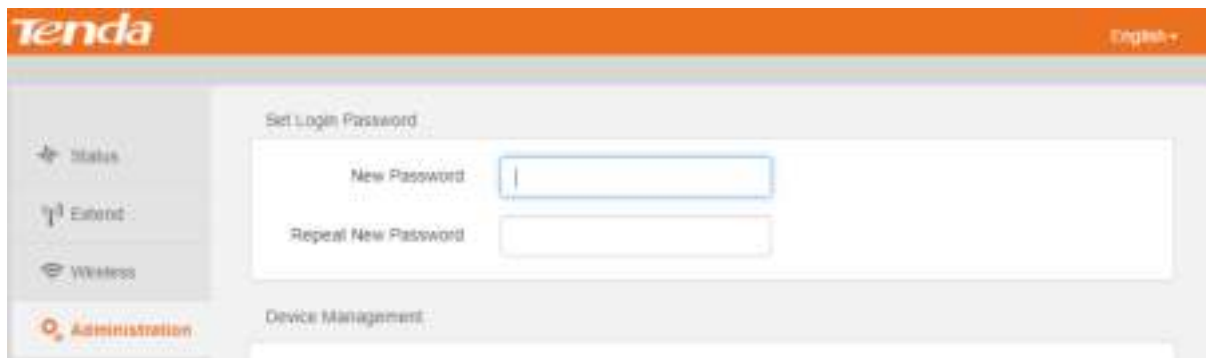 Tenda
English
Set Login Password
Status
New Password
Extend
Repeat New Password
Wireless
Device Management
Administration